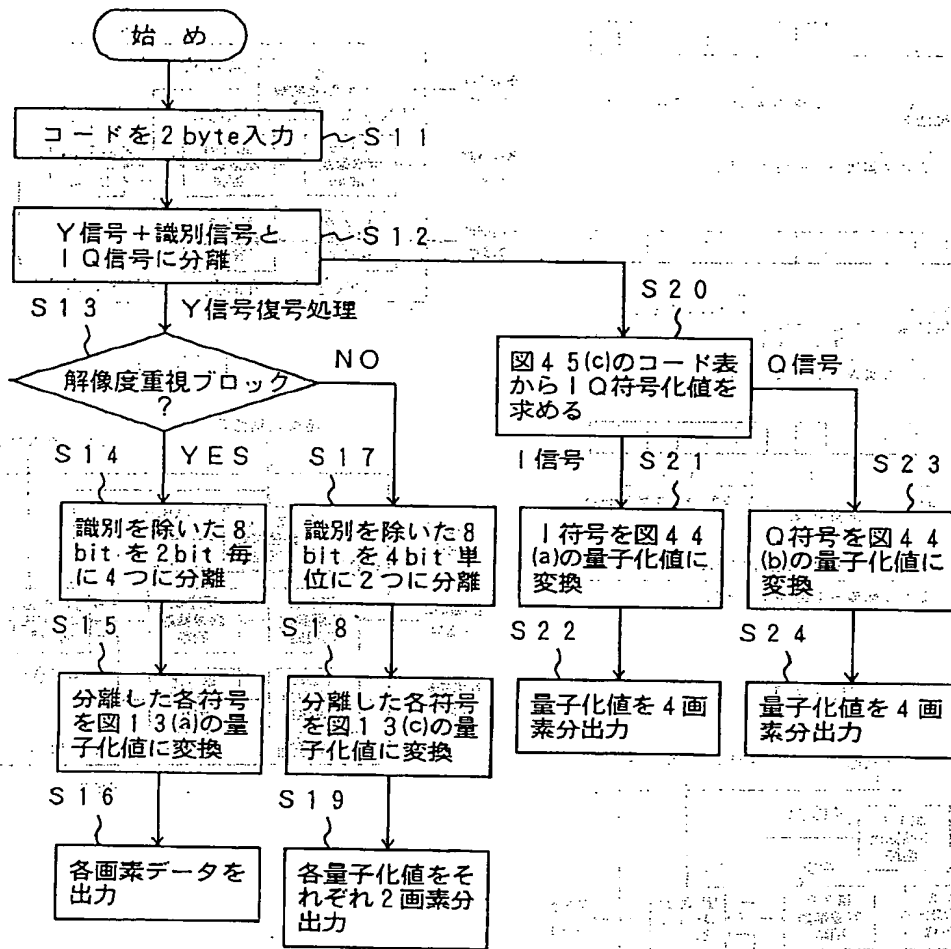 始め
コードを2byte入力
S11
Y信号+識別信号と
IQ信号に分離
S12
S13
Y信号復号処理
解像度重視ブロック
?
NO
YES
S14
識別を除いた8
bitを2bit毎
に4つに分離
S15
分離した各符号
を図13(a)の量
子化値に変換
S16
各画素データを
出力
S17
識別を除いた8
bitを4bit単
位に2つに分離
S18
分離した各符号
を図13(c)の量
子化値に変換
S19
各量子化値をそ
れぞれ2画素分
出力
S20
図45(c)のコード表
からIQ符号化値を
求める
Q信号
I信号
S21
I符号を図44
(a)の量子化値に
変換
S22
量子化値を4画
素分出力
S23
Q符号を図44
(b)の量子化値に
変換
S24
量子化値を4画
素分出力